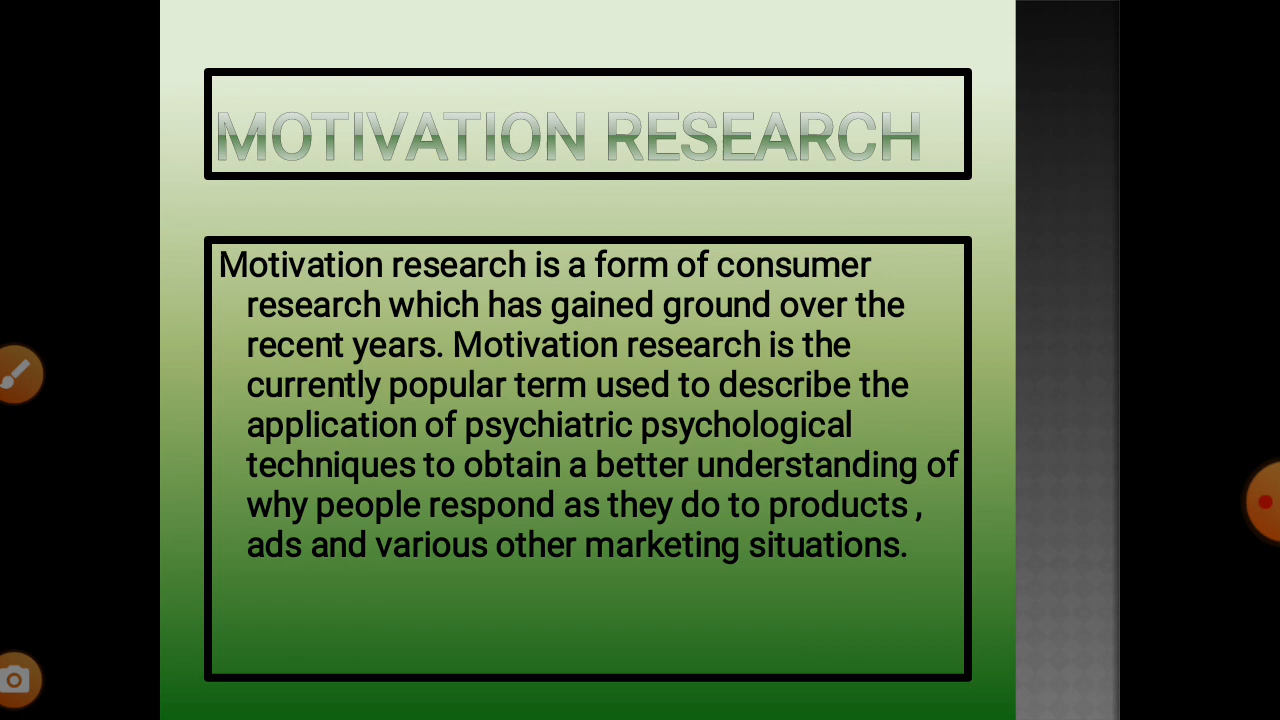 MOTIVATION RESEARCH
Motivation research is a form of consumer
research which has gained ground over the
recent years. Motivation research is the
currently popular term used to describe the
application of psychiatric psychological
techniques to obtain a better understanding of
why people respond as they do to products ,
ads and various other marketing situations.